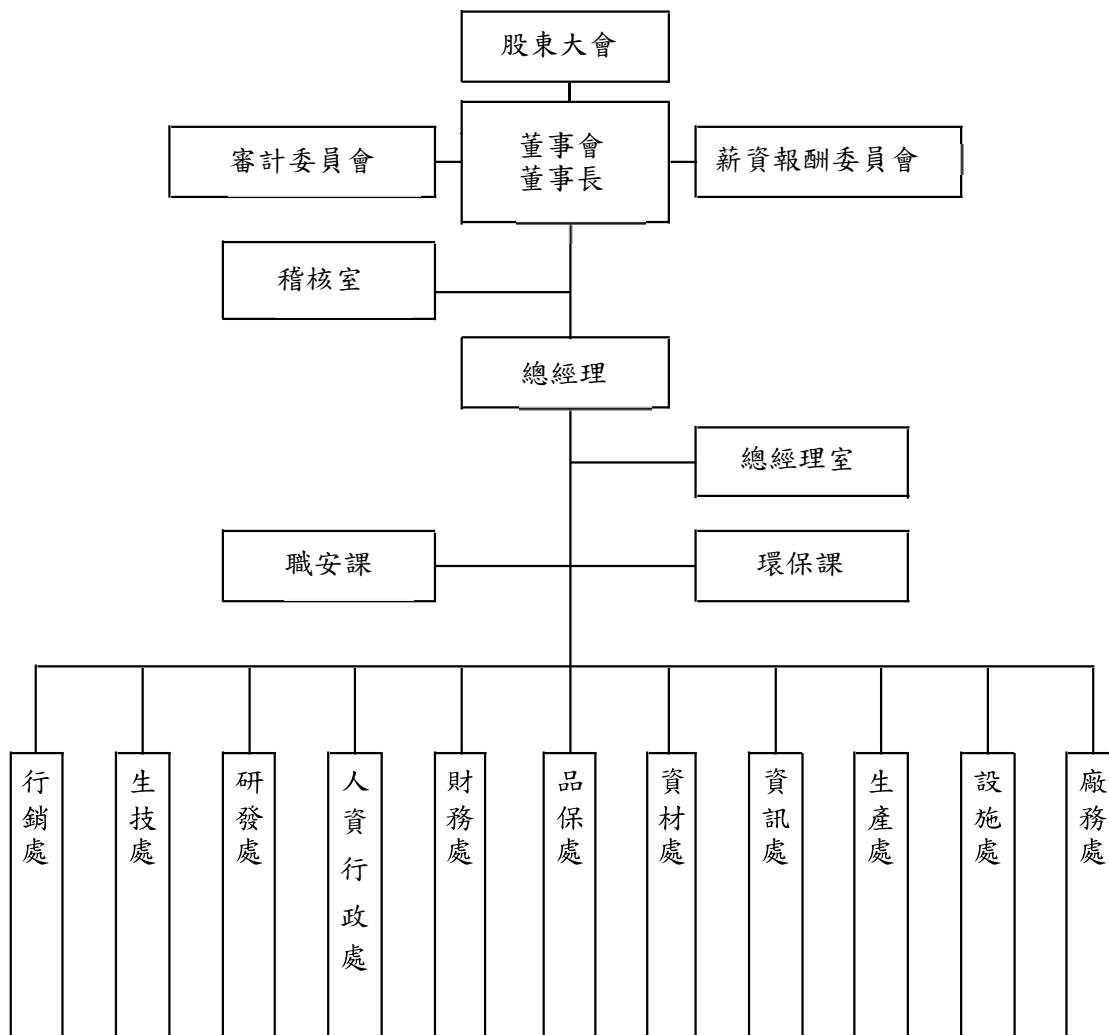 股東大會
董事會
董事長
審計委員會
薪資報酬委員會
稽核室
總經理
總經理室
職安課
環保課
行銷處
生技處
研發處
人資行政處
財務處
品保處
資材處
資訊處
生產處
設施處
廠務處